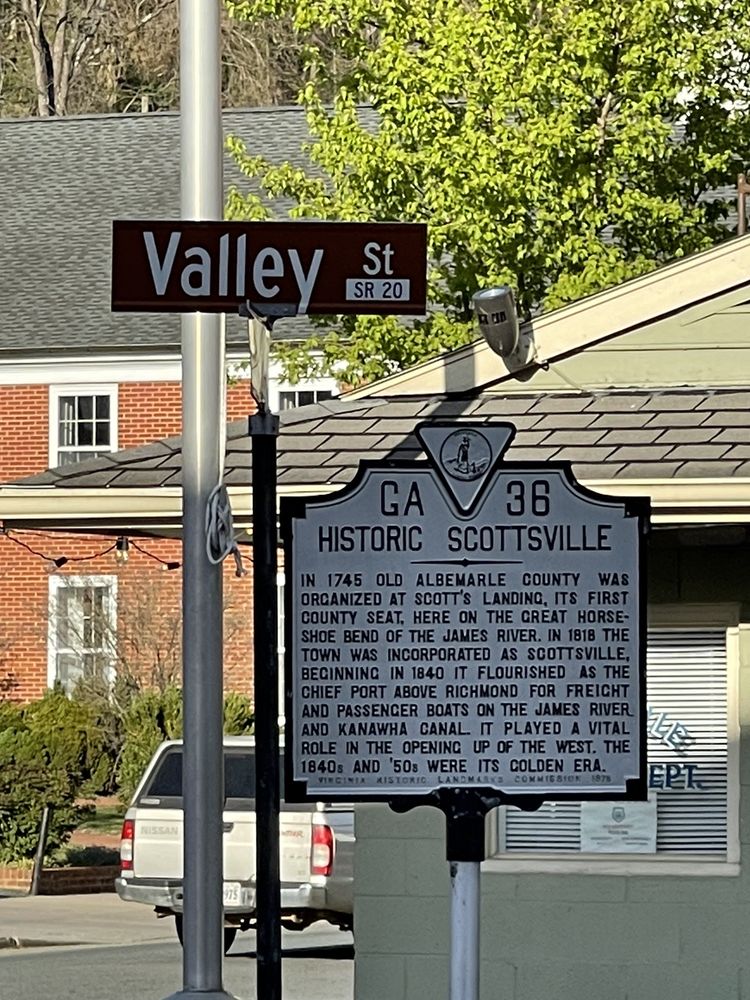 Valley St
SR 20
GA 36
HISTORIC SCOTTSVILLE
IN 1745 OLD ALBEMARLE COUNTY WAS
ORGANIZED AT SCOTT'S LANDING, ITS FIRST
COUNTY SEAT, HERE ON THE GREAT HORSE-
SHOE BEND OF THE JAMES RIVER. IN 1818 THE
TOWN WAS INCORPORATED AS SCOTTSVILLE,
BEGINNING IN 1840 IT FLOURISHED AS THE
CHIEF PORT ABOVE RICHMOND FOR FREIGHT
AND PASSENGER BOATS ON THE JAMES RIVER
AND KANAWHA CANAL. IT PLAYED A VITAL
ROLE IN THE OPENING UP OF THE WEST. THE
1840s AND '50s WERE ITS GOLDEN ERA.
VIRGINIA HISTORIC LANDMARKS COMMISSION 1978
LLE
EPT.
NISSAN